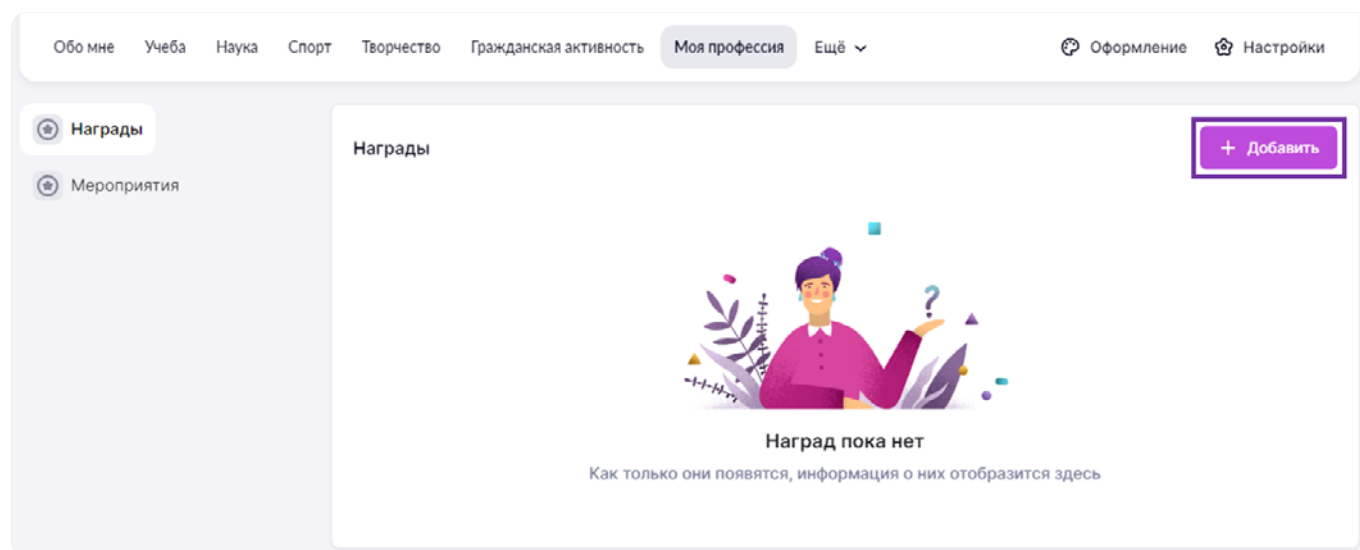 Обо мне Учеба Наука Спорт Творчество Гражданская активность Моя профессия Ещё Оформление Настройки
Награды
Мероприятия
Награды
+ Добавить
Наград пока нет
Как только они появятся, информация о них отобразится здесь